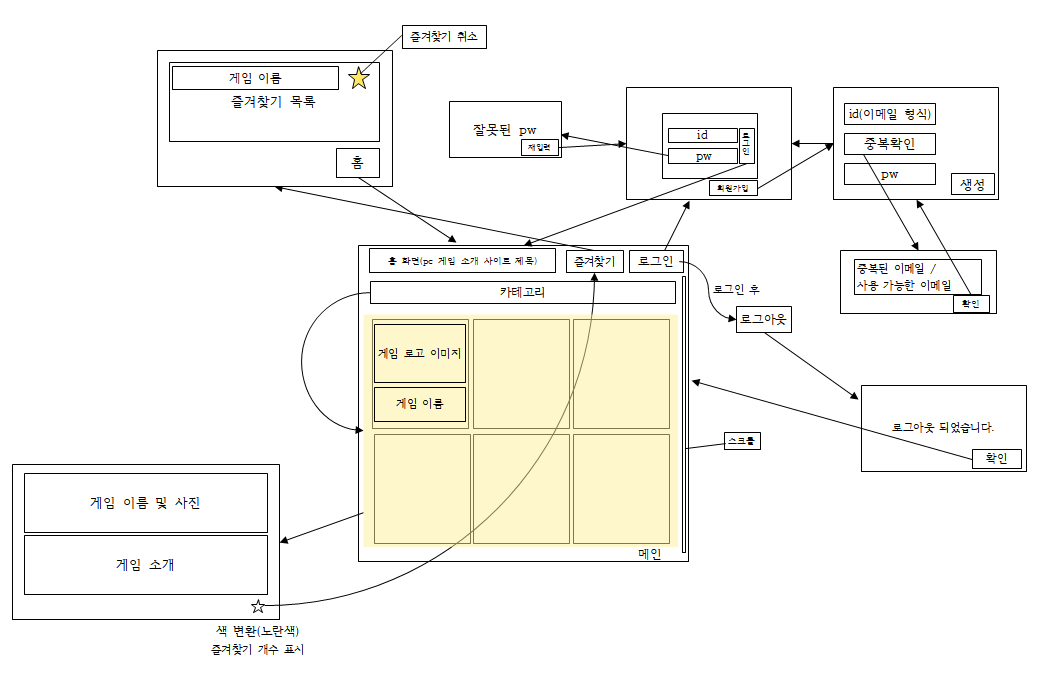 즐겨찾기 취소
게임 이름
즐겨찾기 목록
홈
잘못된 pw
재입력
id
pw
로그인
회원가입
id(이메일 형식)
중복확인
pw
생성
중복된 이메일 /
사용 가능한 이메일
확인
홈 화면(pc 게임 소개 사이트 제목)
즐겨찾기
로그인
카테고리
로그인 후
로그아웃
게임 로고 이미지
게임 이름
로그아웃 되었습니다.
확인
스크롤
메인
게임 이름 및 사진
게임 소개
색 변환(노란색)
즐겨찾기 개수 표시